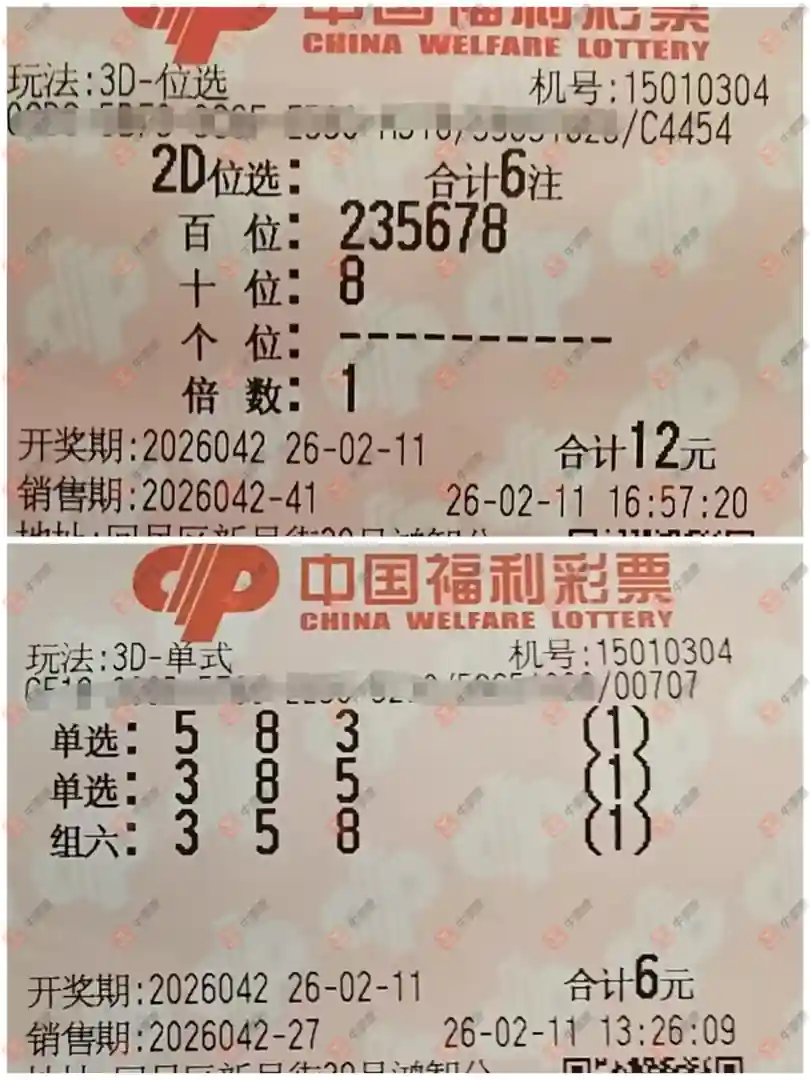 中国福利彩票
CHINA WELFARE LOTTERY
玩法:3D-位选 机号:15010304
/C4454
2D位选: 合计6注
百 位: 235678
十 位: 8
个 位: -----------
倍 数: 1
开奖期:2026042 26-02-11 合计12元
销售期:2026042-41 26-02-11 16:57:20
中国福利彩票
CHINA WELFARE LOTTERY
玩法:3D-单式 机号:15010304
/00707
单选: 5 8 3 (1)
单选: 3 8 5 (1)
组六: 3 5 8 (1)
开奖期:2026042 26-02-11 合计6元
销售期:2026042-27 26-02-11 13:26:09